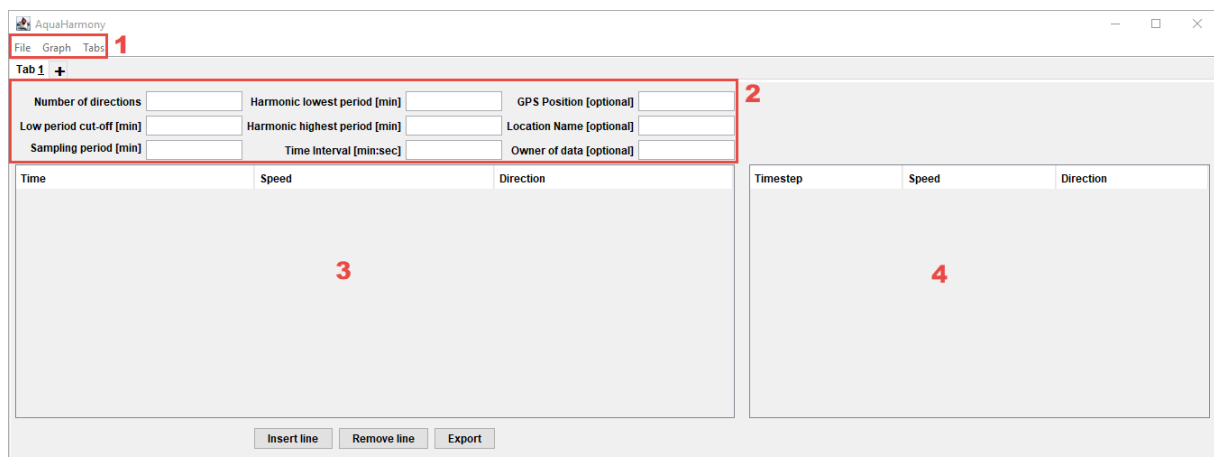 AquaHarmony
File Graph Tabs 1
Tab 1 +
Number of directions Harmonic lowest period [min] GPS Position [optional] 2
Low period cut-off [min] Harmonic highest period [min] Location Name [optional]
Sampling period [min] Time Interval [min:sec] Owner of data [optional]
Time Speed Direction Timestep Speed Direction
3 4
Insert line Remove line Export